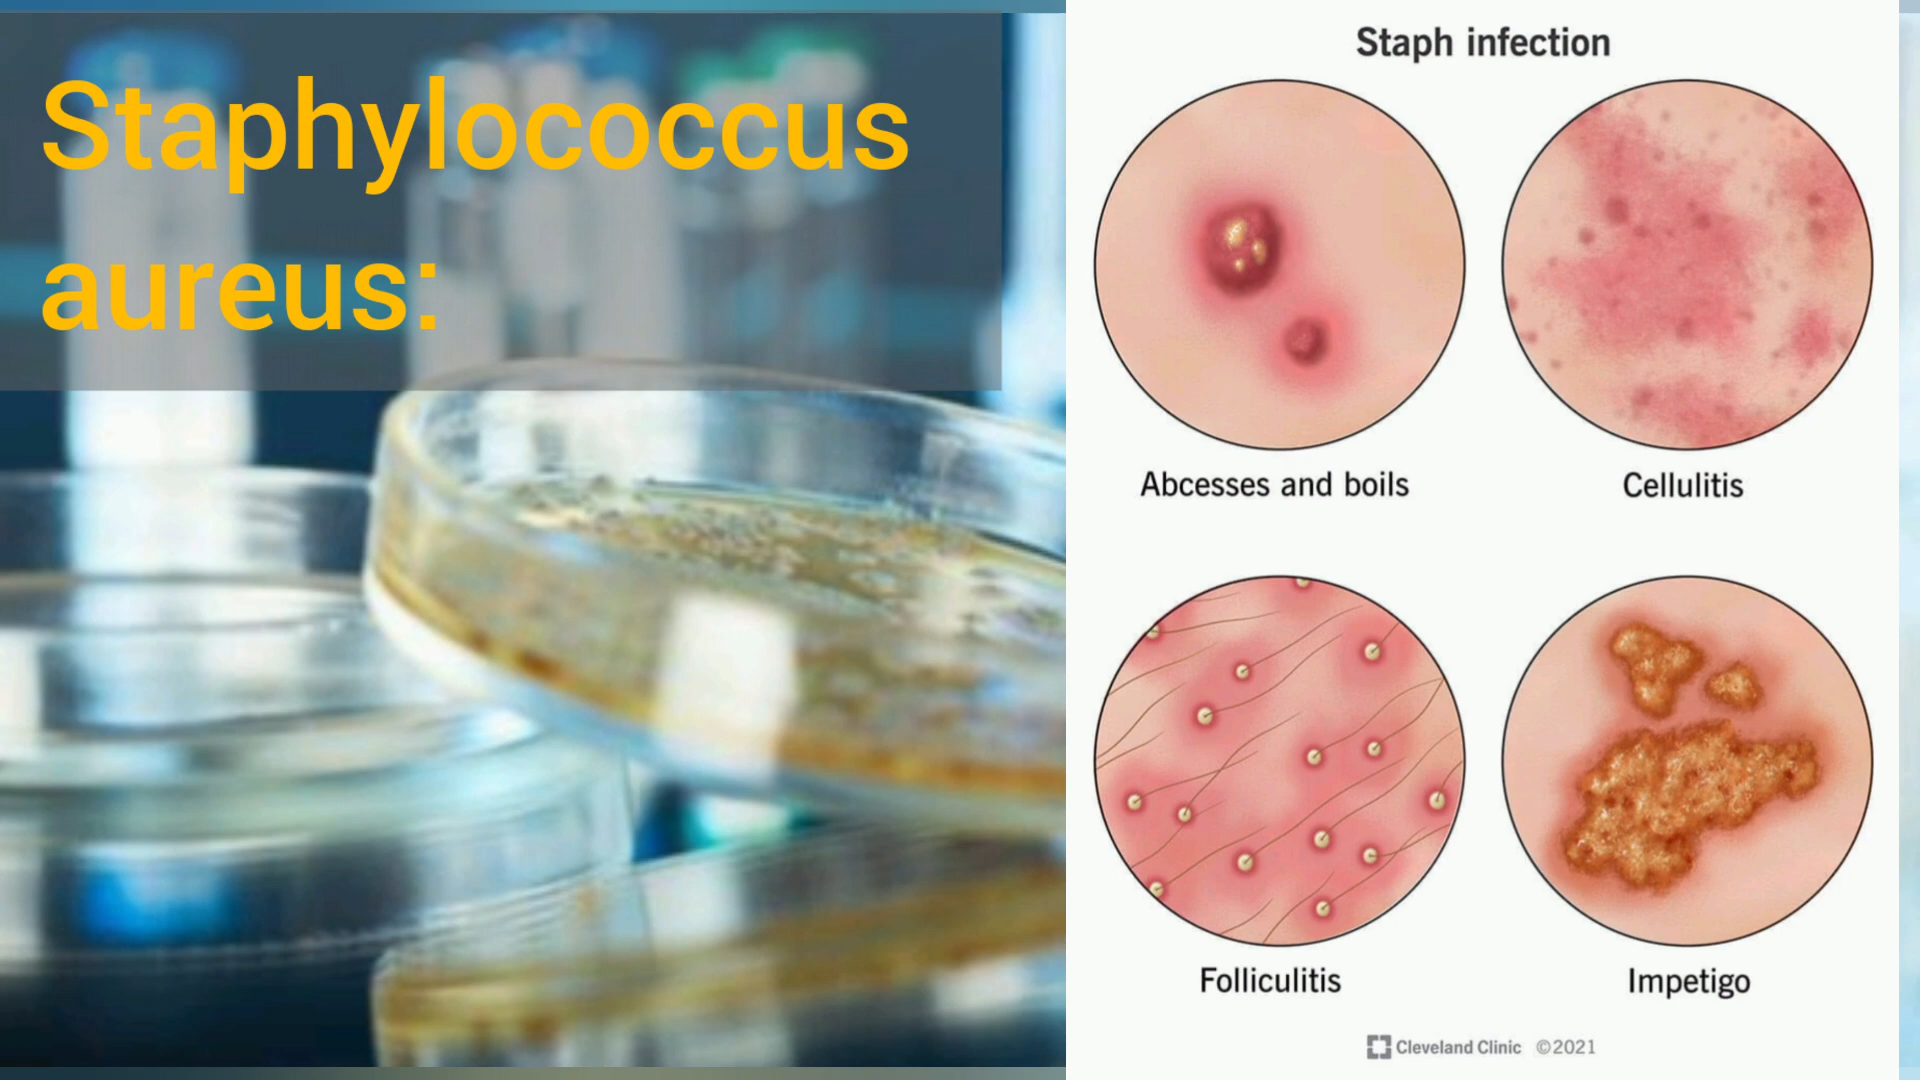 Staphylococcus
aureus:
Staph infection
Abcesses and boils
Cellulitis
Folliculitis
Impetigo
Cleveland Clinic ©2021